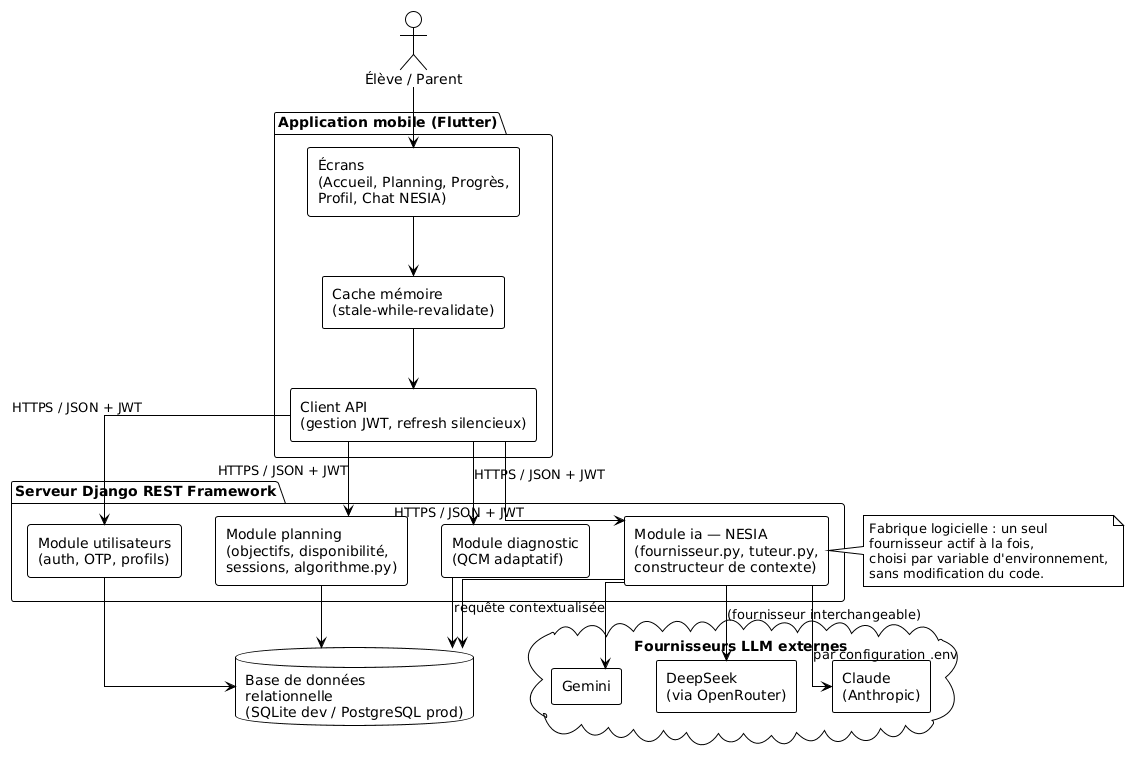 Élève / Parent
Application mobile (Flutter)
Écrans
(Accueil, Planning, Progrès,
Profil, Chat NESIA)
Cache mémoire
(stale-while-revalidate)
Client API
(gestion JWT, refresh silencieux)
HTTPS / JSON + JWT
HTTPS / JSON + JWT
HTTPS / JSON + JWT
HTTPS / JSON + JWT
Serveur Django REST Framework
Module utilisateurs
(auth, OTP, profils)
Module planning
(objectifs, disponibilité,
sessions, algorithme.py)
Module diagnostic
(QCM adaptatif)
Module ia — NESIA
(fournisseur.py, tuteur.py,
constructeur de contexte)
Fabrique logicielle : un seul
fournisseur actif à la fois,
choisi par variable d'environnement,
sans modification du code.
requête contextualisée
(fournisseur interchangeable)
par configuration .env
Base de données
relationnelle
(SQLite dev / PostgreSQL prod)
Fournisseurs LLM externes
Gemini
DeepSeek
(via OpenRouter)
Claude
(Anthropic)